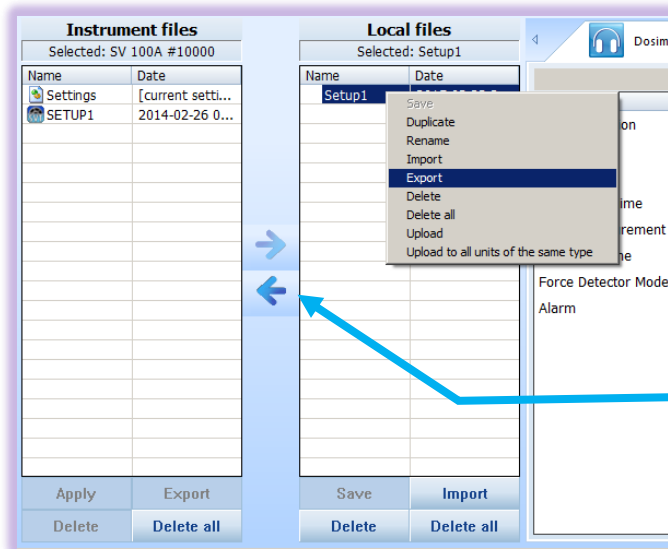 Instrument files
Selected: SV 100A #10000
Name Date
Settings [current setti...
SETUP1 2014-02-26 0...
Apply Export
Delete Delete all
Local files
Selected: Setup1
Name Date
Setup1
Save
Duplicate
Rename
Import
Export
Delete
Delete all
Upload
Upload to all units of the same type
Save Import
Delete Delete all
Dosim
on
ime
rement
ne
Force Detector Mode
Alarm